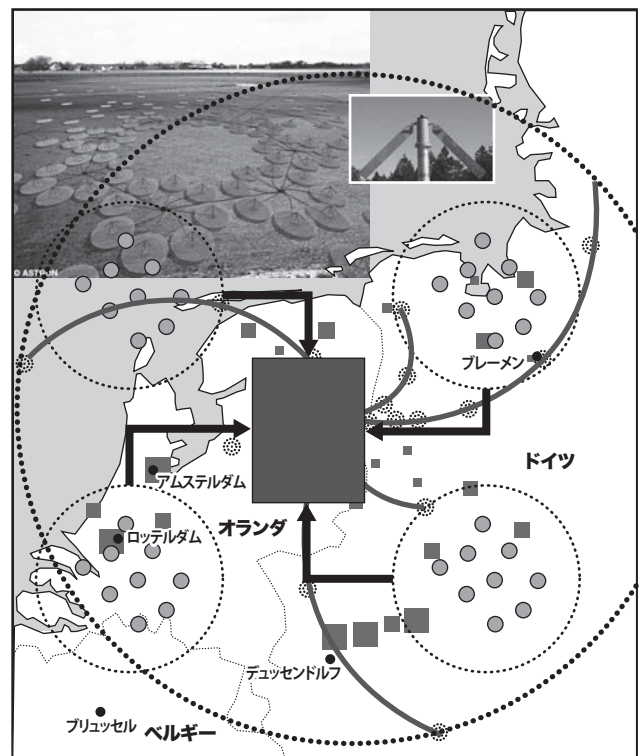 © ASTRON
ブレーメン
ドイツ
アムステルダム
オランダ
ロッテルダム
デュッセンドルフ
ブリュッセル
ベルギー